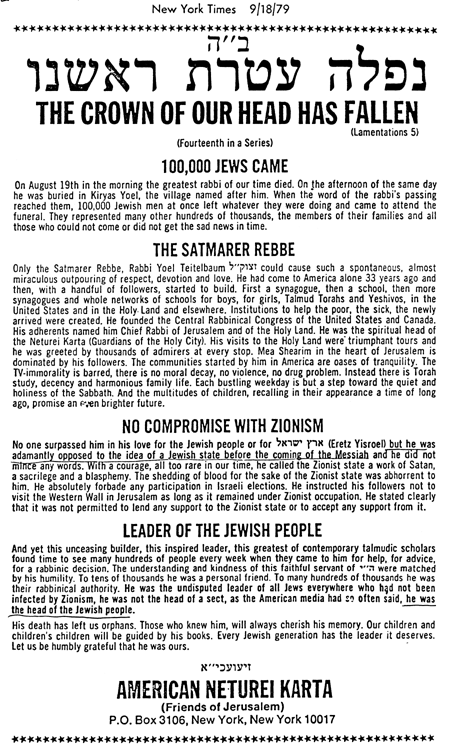 New York Times   9/18/79
ב״ה
נפלה עטרת ראשנו
THE CROWN OF OUR HEAD HAS FALLEN
(Lamentations 5)
(Fourteenth in a Series)
100,000 JEWS CAME
On August 19th in the morning the greatest rabbi of our time died. On the afternoon of the same day
he was buried in Kiryas Yoel, the village named after him. When the word of the rabbi's passing
reached them, 100,000 Jewish men at once left whatever they were doing and came to attend the
funeral. They represented many other hundreds of thousands, the members of their families and all
those who could not come or did not get the sad news in time.
THE SATMARER REBBE
Only the Satmarer Rebbe, Rabbi Yoel Teitelbaum זצוק״ל could cause such a spontaneous, almost
miraculous outpouring of respect, devotion and love. He had come to America alone 33 years ago and
then, with a handful of followers, started to build. First a synagogue, then a school, then more
synagogues and whole networks of schools for boys, for girls, Talmud Torahs and Yeshivos, in the
United States and in the Holy Land and elsewhere. Institutions to help the poor, the sick, the newly
arrived were created. He founded the Central Rabbinical Congress of the United States and Canada.
His adherents named him Chief Rabbi of Jerusalem and of the Holy Land. He was the spiritual head of
the Neturei Karta (Guardians of the Holy City). His visits to the Holy Land were triumphant tours and
he was greeted by thousands of admirers at every stop. Mea Shearim in the heart of Jerusalem is
dominated by his followers. The communities started by him in America are oases of tranquility. The
TV-immorality is barred, there is no moral decay, no violence, no drug problem. Instead there is Torah
study, decency and harmonious family life. Each bustling weekday is but a step toward the quiet and
holiness of the Sabbath. And the multitudes of children, recalling in their appearance a time of long
ago, promise an even brighter future.
NO COMPROMISE WITH ZIONISM
No one surpassed him in his love for the Jewish people or for ארץ ישראל (Eretz Yisroel) but he was
adamantly opposed to the idea of a Jewish state before the coming of the Messiah and he did not
mince any words. With a courage, all too rare in our time, he called the Zionist state a work of Satan,
a sacrilege and a blasphemy. The shedding of blood for the sake of the Zionist state was abhorrent to
him. He absolutely forbade any participation in Israeli elections. He instructed his followers not to
visit the Western Wall in Jerusalem as long as it remained under Zionist occupation. He stated clearly
that it was not permitted to lend any support to the Zionist state or to accept any support from it.
LEADER OF THE JEWISH PEOPLE
And yet this unceasing builder, this inspired leader, this greatest of contemporary talmudic scholars
found time to see many hundreds of people every week when they came to him for help, for advice,
for a rabbinic decision. The understanding and kindness of this faithful servant of were matched
by his humility. To tens of thousands he was a personal friend. To many hundreds of thousands he was
their rabbinical authority. He was the undisputed leader of all Jews everywhere who had not been
infected by Zionism, he was not the head of a sect, as the American media had so often said, he was
the head of the Jewish people.
His death has left us orphans. Those who knew him, will always cherish his memory. Our children and
children's children will be guided by his books. Every Jewish generation has the leader it deserves.
Let us be humbly grateful that he was ours.
זיעועכי״א
AMERICAN NETUREI KARTA
(Friends of Jerusalem)
P.O. Box 3106, New York, New York 10017